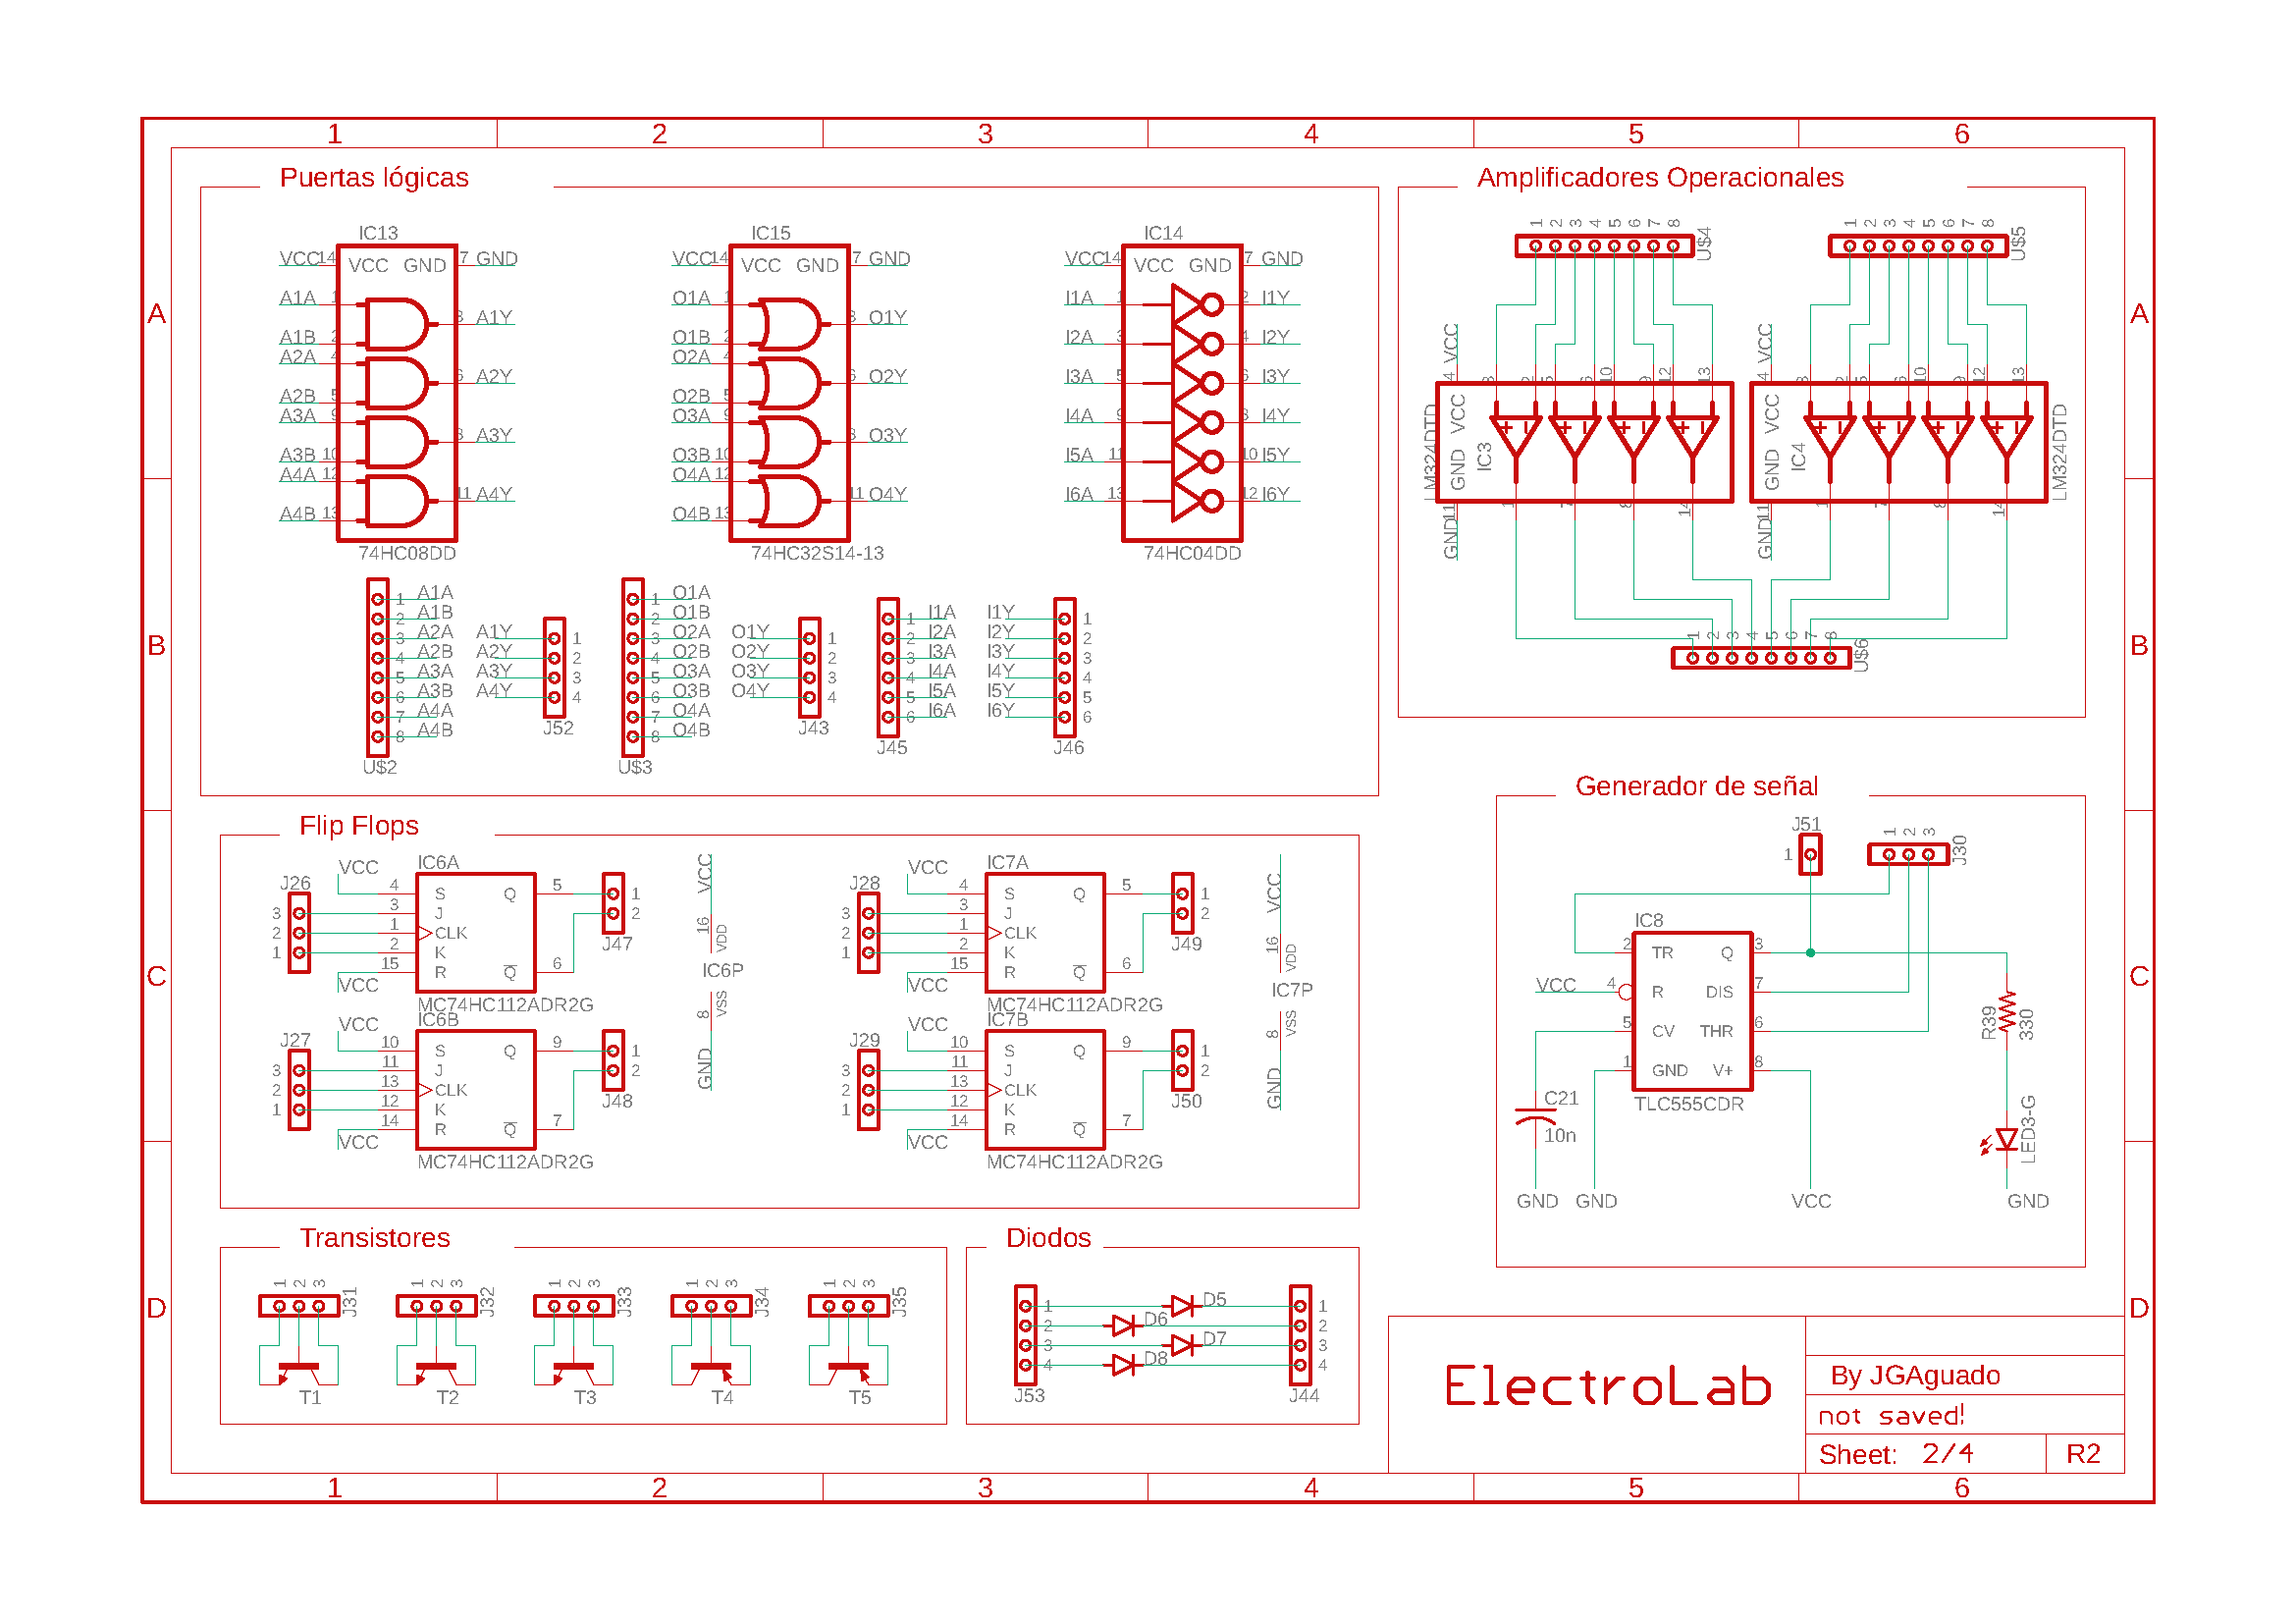 1 2 3 4 5 6
A A
B B
C C
D D
1 2 3 4 5 6
Puertas lógicas
IC13
VCC 14 VCC GND 7 GND
A1A 1
3 A1Y
A1B 2
A2A 4
6 A2Y
A2B 5
A3A 9
8 A3Y
A3B 10
A4A 12
11 A4Y
A4B 13
74HC08DD
IC15
VCC 14 VCC GND 7 GND
O1A 1
3 O1Y
O1B 2
O2A 4
6 O2Y
O2B 5
O3A 9
8 O3Y
O3B 10
O4A 12
11 O4Y
O4B 13
74HC32S14-13
IC14
VCC 14 VCC GND 7 GND
I1A 1 2 I1Y
I2A 3 4 I2Y
I3A 5 6 I3Y
I4A 9 8 I4Y
I5A 11 10 I5Y
I6A 13 12 I6Y
74HC04DD
1 A1A
2 A1B
3 A2A
4 A2B
5 A3A
6 A3B
7 A4A
8 A4B
U$2
A1Y 1
A2Y 2
A3Y 3
A4Y 4
J52
1 O1A
2 O1B
3 O2A
4 O2B
5 O3A
6 O3B
7 O4A
8 O4B
U$3
O1Y 1
O2Y 2
O3Y 3
O4Y 4
J43
1 I1A
2 I2A
3 I3A
4 I4A
5 I5A
6 I6A
J45
I1Y 1
I2Y 2
I3Y 3
I4Y 4
I5Y 5
I6Y 6
J46
Amplificadores Operacionales
1 2 3 4 5 6 7 8 U$4
VCC 4 3 2 5 6 10 9 12 13
LM324DTD GND VCC IC3
GND 11 1 7 8 14
1 2 3 4 5 6 7 8 U$5
VCC 4 3 2 5 6 10 9 12 13
GND VCC IC4 LM324DTD
GND 11 1 7 8 14
1 2 3 4 5 6 7 8 U$6
Flip Flops
J26
3
2
1
VCC IC6A
4 S Q 5
3 J
1 CLK
2 K
15 R Q 6
VCC MC74HC112ADR2G
1
2
J47
J27
3
2
1
VCC IC6B
10 S Q 9
11 J
13 CLK
12 K
14 R Q 7
VCC MC74HC112ADR2G
1
2
J48
VCC
16 VDD
IC6P
8 VSS
GND
J28
3
2
1
VCC IC7A
4 S Q 5
3 J
1 CLK
2 K
15 R Q 6
VCC MC74HC112ADR2G
1
2
J49
J29
3
2
1
VCC IC7B
10 S Q 9
11 J
13 CLK
12 K
14 R Q 7
VCC MC74HC112ADR2G
1
2
J50
VCC
16 VDD
IC7P
8 VSS
GND
Generador de señal
J51
1
1 2 3 J30
IC8
2 TR Q 3
VCC 4 R DIS 7
5 CV THR 6
1 GND V+ 8
TLC555CDR
C21
10n
R39 330
LED3-G
GND GND VCC GND
Transistores
1 2 3 J31
T1
1 2 3 J32
T2
1 2 3 J33
T3
1 2 3 J34
T4
1 2 3 J35
T5
Diodos
1 D5 1
2 D6 2
3 D7 3
4 D8 4
J53 J44
ElectroLab
By JGAguado
not saved!
Sheet: 2/4 R2